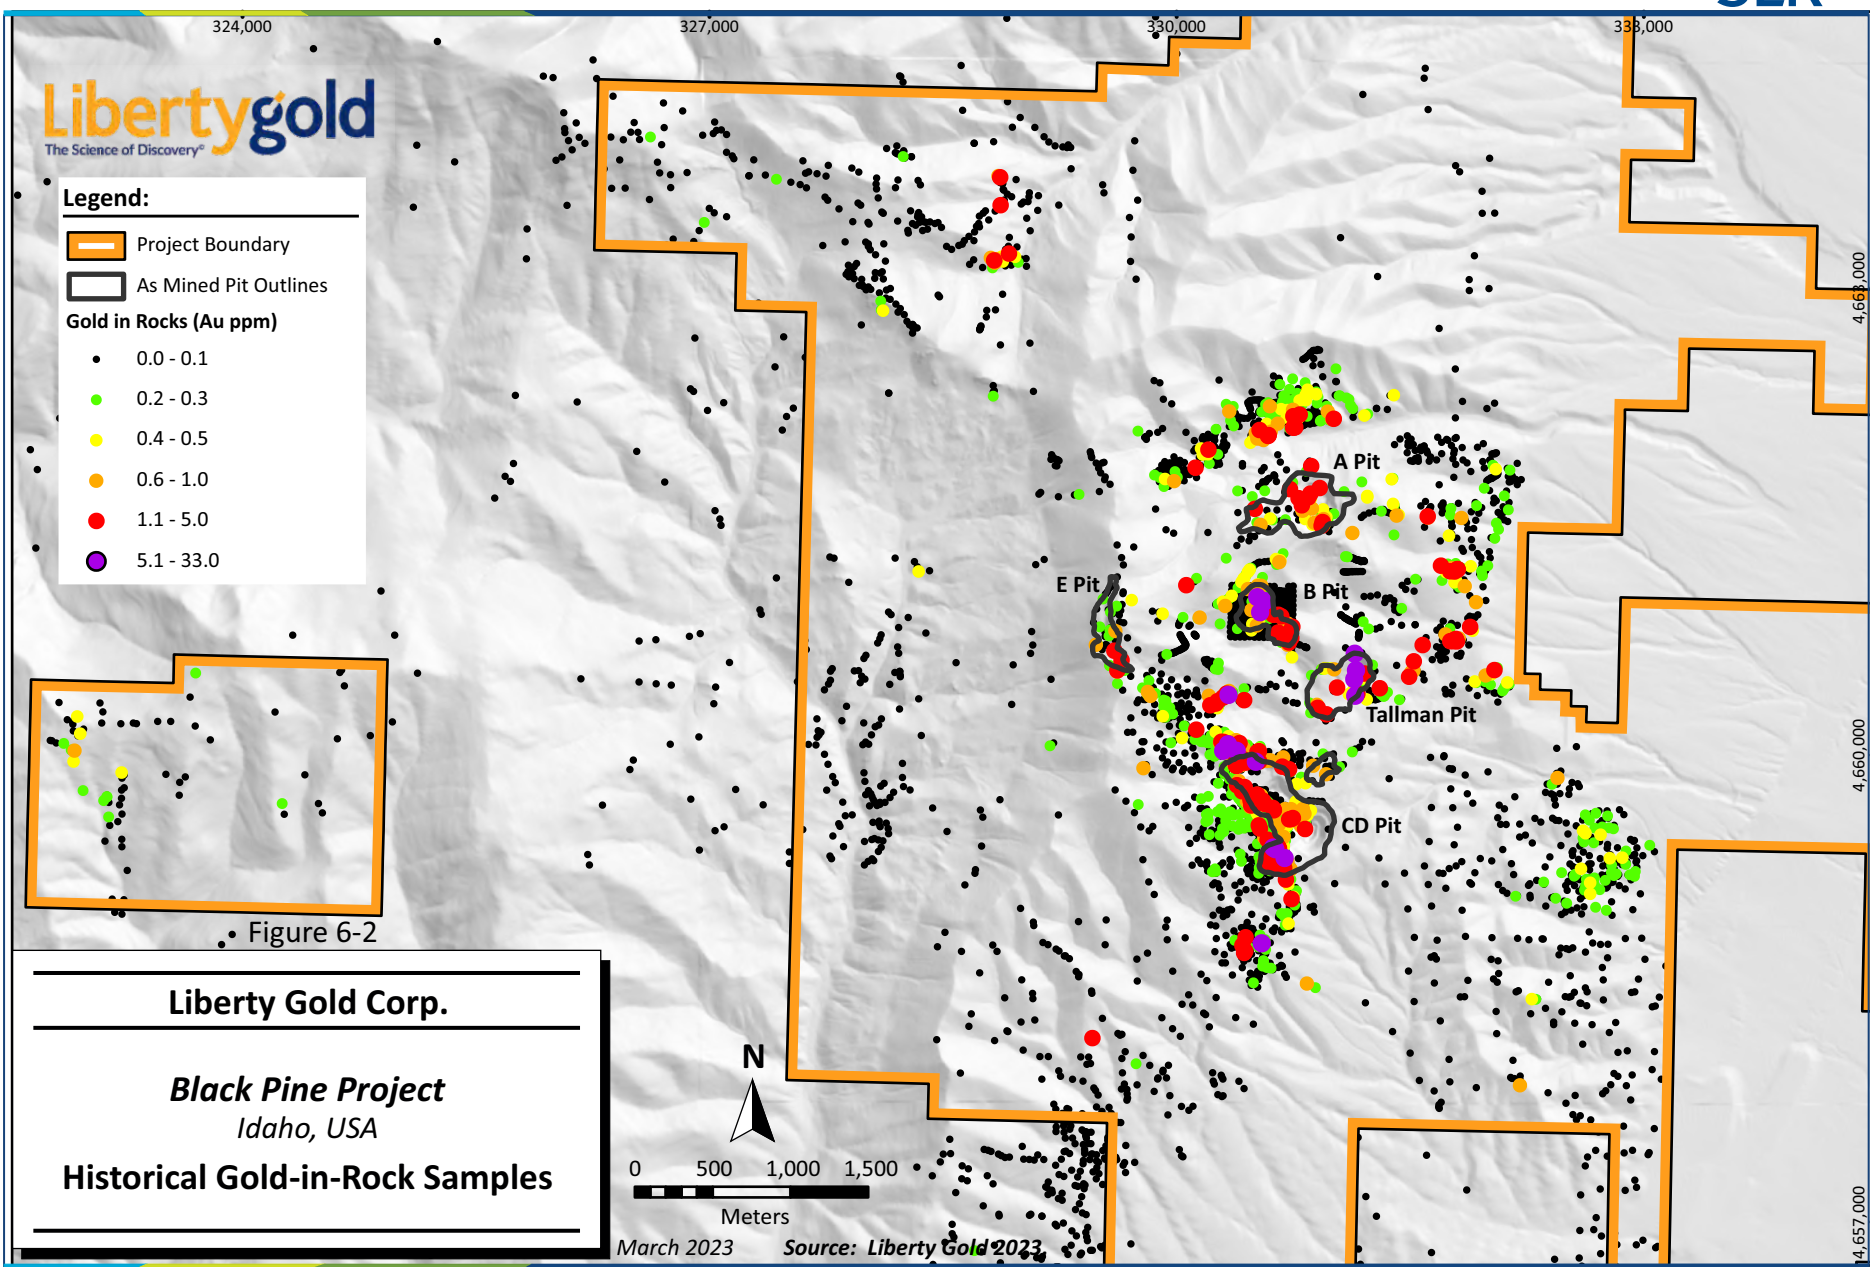 SLR
324,000
327,000
330,000
333,000
Libertygold
The Science of Discovery©
Legend:
Project Boundary
As Mined Pit Outlines
Gold in Rocks (Au ppm)
0.0 - 0.1
0.2 - 0.3
0.4 - 0.5
0.6 - 1.0
1.1 - 5.0
5.1 - 33.0
4,663,000
A Pit
E Pit
B Pit
Tallman Pit
4,660,000
CD Pit
Figure 6-2
Liberty Gold Corp.
Black Pine Project
Idaho, USA
Historical Gold-in-Rock Samples
N
0 500 1,000 1,500
Meters
March 2023 Source: Liberty Gold 2023
4,657,000